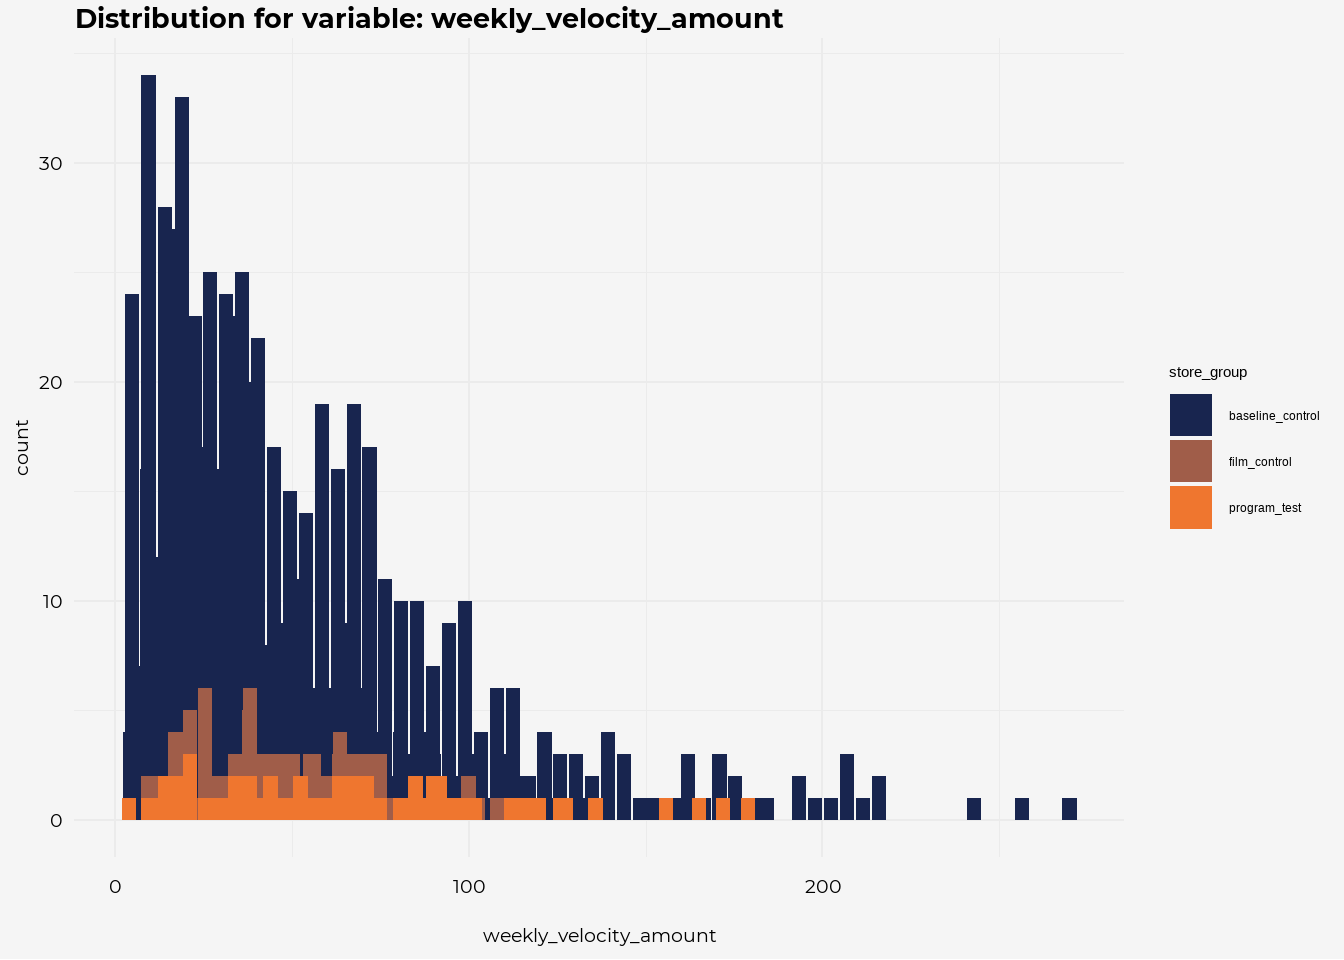 Distribution for variable: weekly_velocity_amount
30
20
10
0
count
0
100
200
weekly_velocity_amount
store_group
baseline_control
film_control
program_test